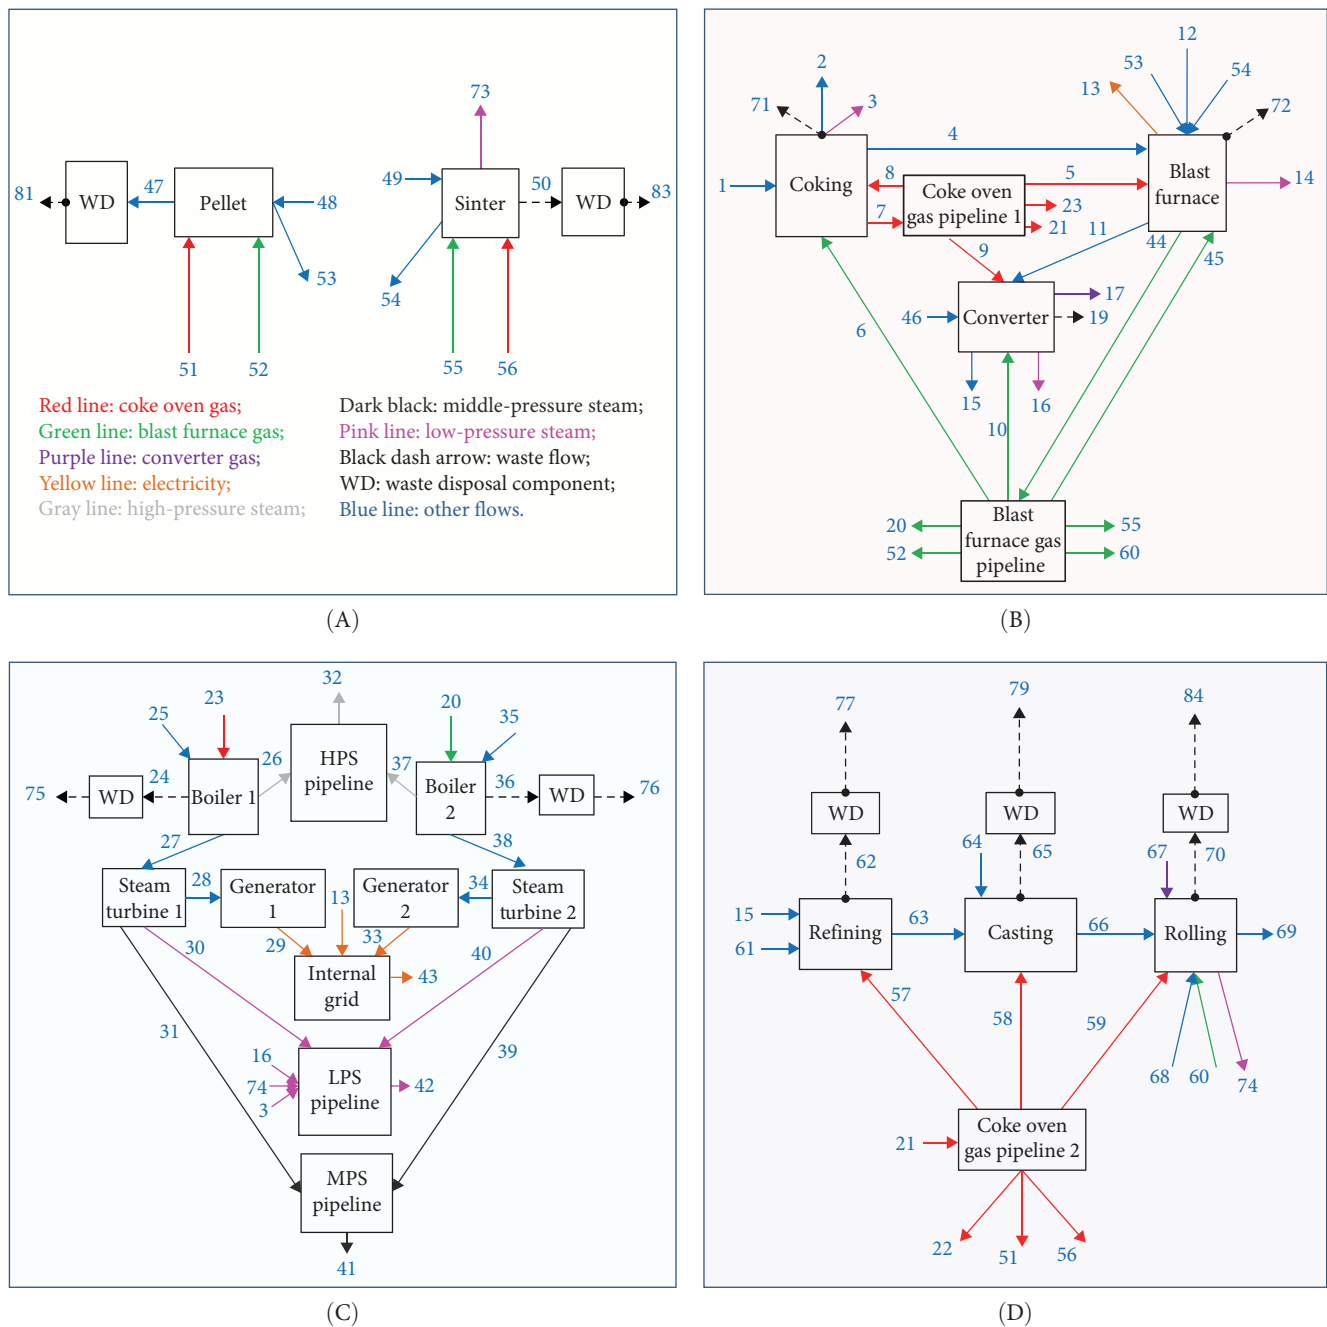 73
81
WD
47
Pellet
48
53
49
Sinter
50
WD
83
54
51
52
55
56
Red line: coke oven gas;
Green line: blast furnace gas;
Purple line: converter gas;
Yellow line: electricity;
Gray line: high-pressure steam;
Dark black: middle-pressure steam;
Pink line: low-pressure steam;
Black dash arrow: waste flow;
WD: waste disposal component;
Blue line: other flows.
(A)
12
2
53
54
71
3
13
72
4
1
Coking
8
Coke oven
gas pipeline 1
5
Blast
furnace
14
7
23
21
9
11
44
45
6
46
Converter
17
19
15
16
10
20
52
Blast
furnace gas
pipeline
55
60
(B)
32
23
20
25
35
26
HPS
pipeline
37
75
WD
24
Boiler 1
Boiler
2
36
WD
76
27
38
Steam
turbine 1
28
Generator
1
13
Generator
2
34
Steam
turbine 2
30
29
33
40
Internal
grid
43
31
39
16
74
3
LPS
pipeline
42
MPS
pipeline
41
(C)
77
79
84
WD
WD
WD
62
64
65
67
70
15
61
Refining
63
Casting
66
Rolling
69
57
58
59
68
60
74
21
Coke oven
gas pipeline 2
22
51
56
(D)